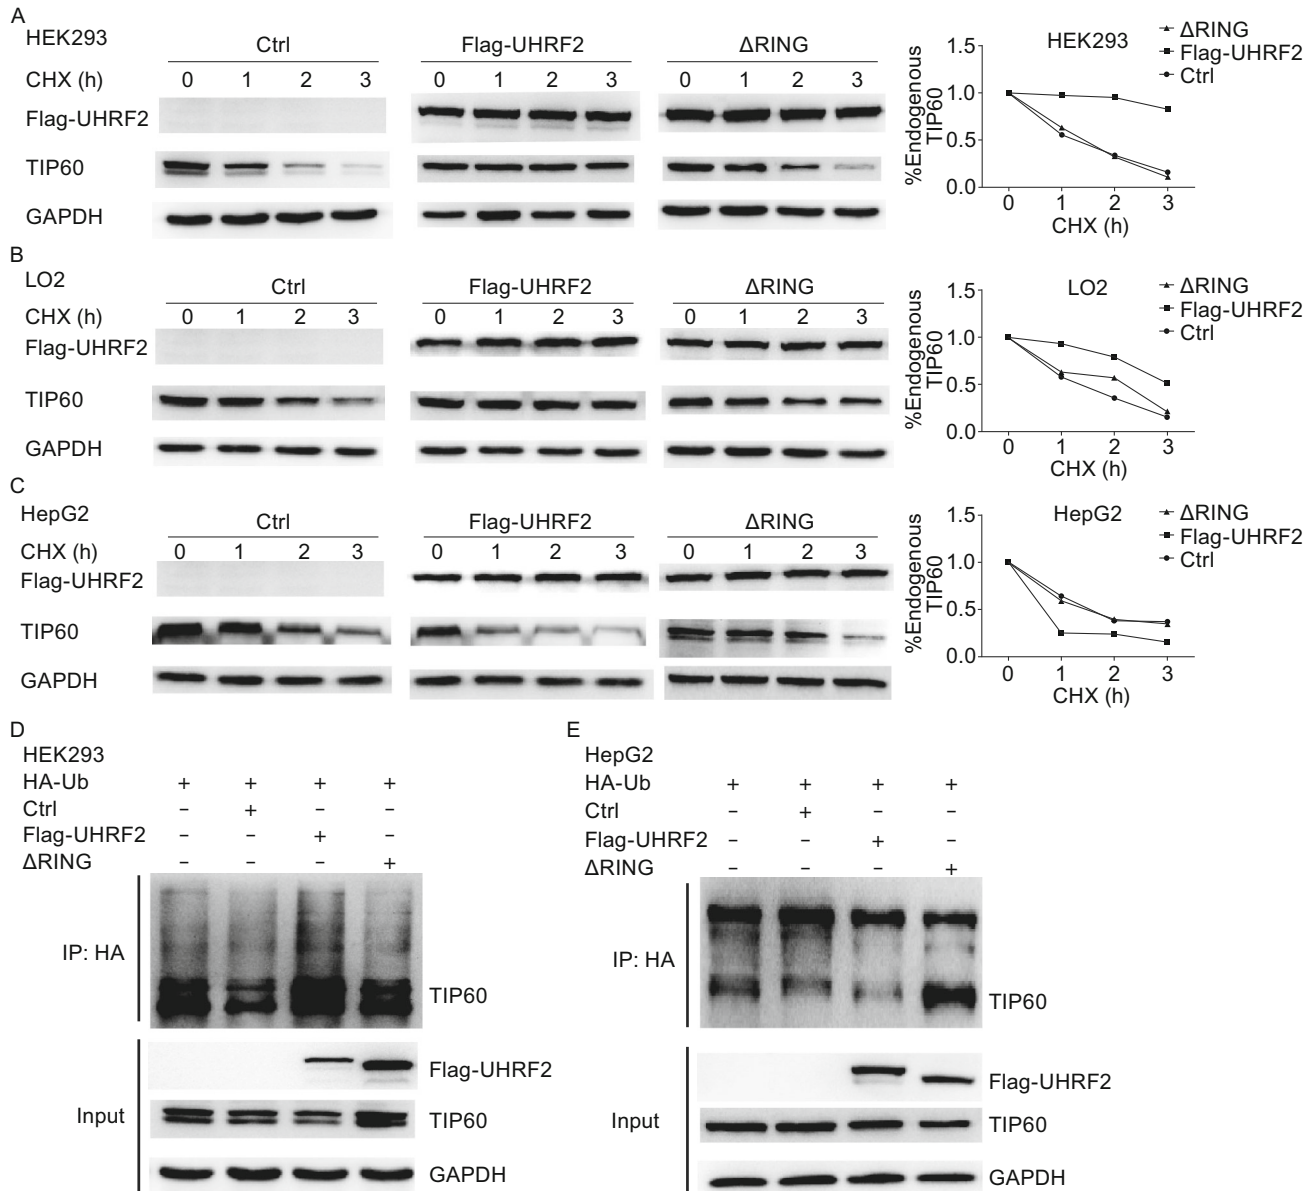 A
HEK293
Ctrl
Flag-UHRF2
ΔRING
CHX (h)
0 1 2 3
0 1 2 3
0 1 2 3
Flag-UHRF2
TIP60
GAPDH
HEK293
ΔRING
Flag-UHRF2
Ctrl
%Endogenous
TIP60
1.5
1.0
0.5
0.0
0 1 2 3
CHX (h)
B
LO2
Ctrl
Flag-UHRF2
ΔRING
CHX (h)
0 1 2 3
0 1 2 3
0 1 2 3
Flag-UHRF2
TIP60
GAPDH
LO2
ΔRING
Flag-UHRF2
Ctrl
%Endogenous
TIP60
1.5
1.0
0.5
0.0
0 1 2 3
CHX (h)
C
HepG2
Ctrl
Flag-UHRF2
ΔRING
CHX (h)
0 1 2 3
0 1 2 3
0 1 2 3
Flag-UHRF2
TIP60
GAPDH
HepG2
ΔRING
Flag-UHRF2
Ctrl
%Endogenous
TIP60
1.5
1.0
0.5
0.0
0 1 2 3
CHX (h)
D
HEK293
HA-Ub + + + +
Ctrl – + – –
Flag-UHRF2 – – + –
ΔRING – – – +
IP: HA
TIP60
Input
Flag-UHRF2
TIP60
GAPDH
E
HepG2
HA-Ub + + + +
Ctrl – + – –
Flag-UHRF2 – – + –
ΔRING – – – +
IP: HA
TIP60
Input
Flag-UHRF2
TIP60
GAPDH